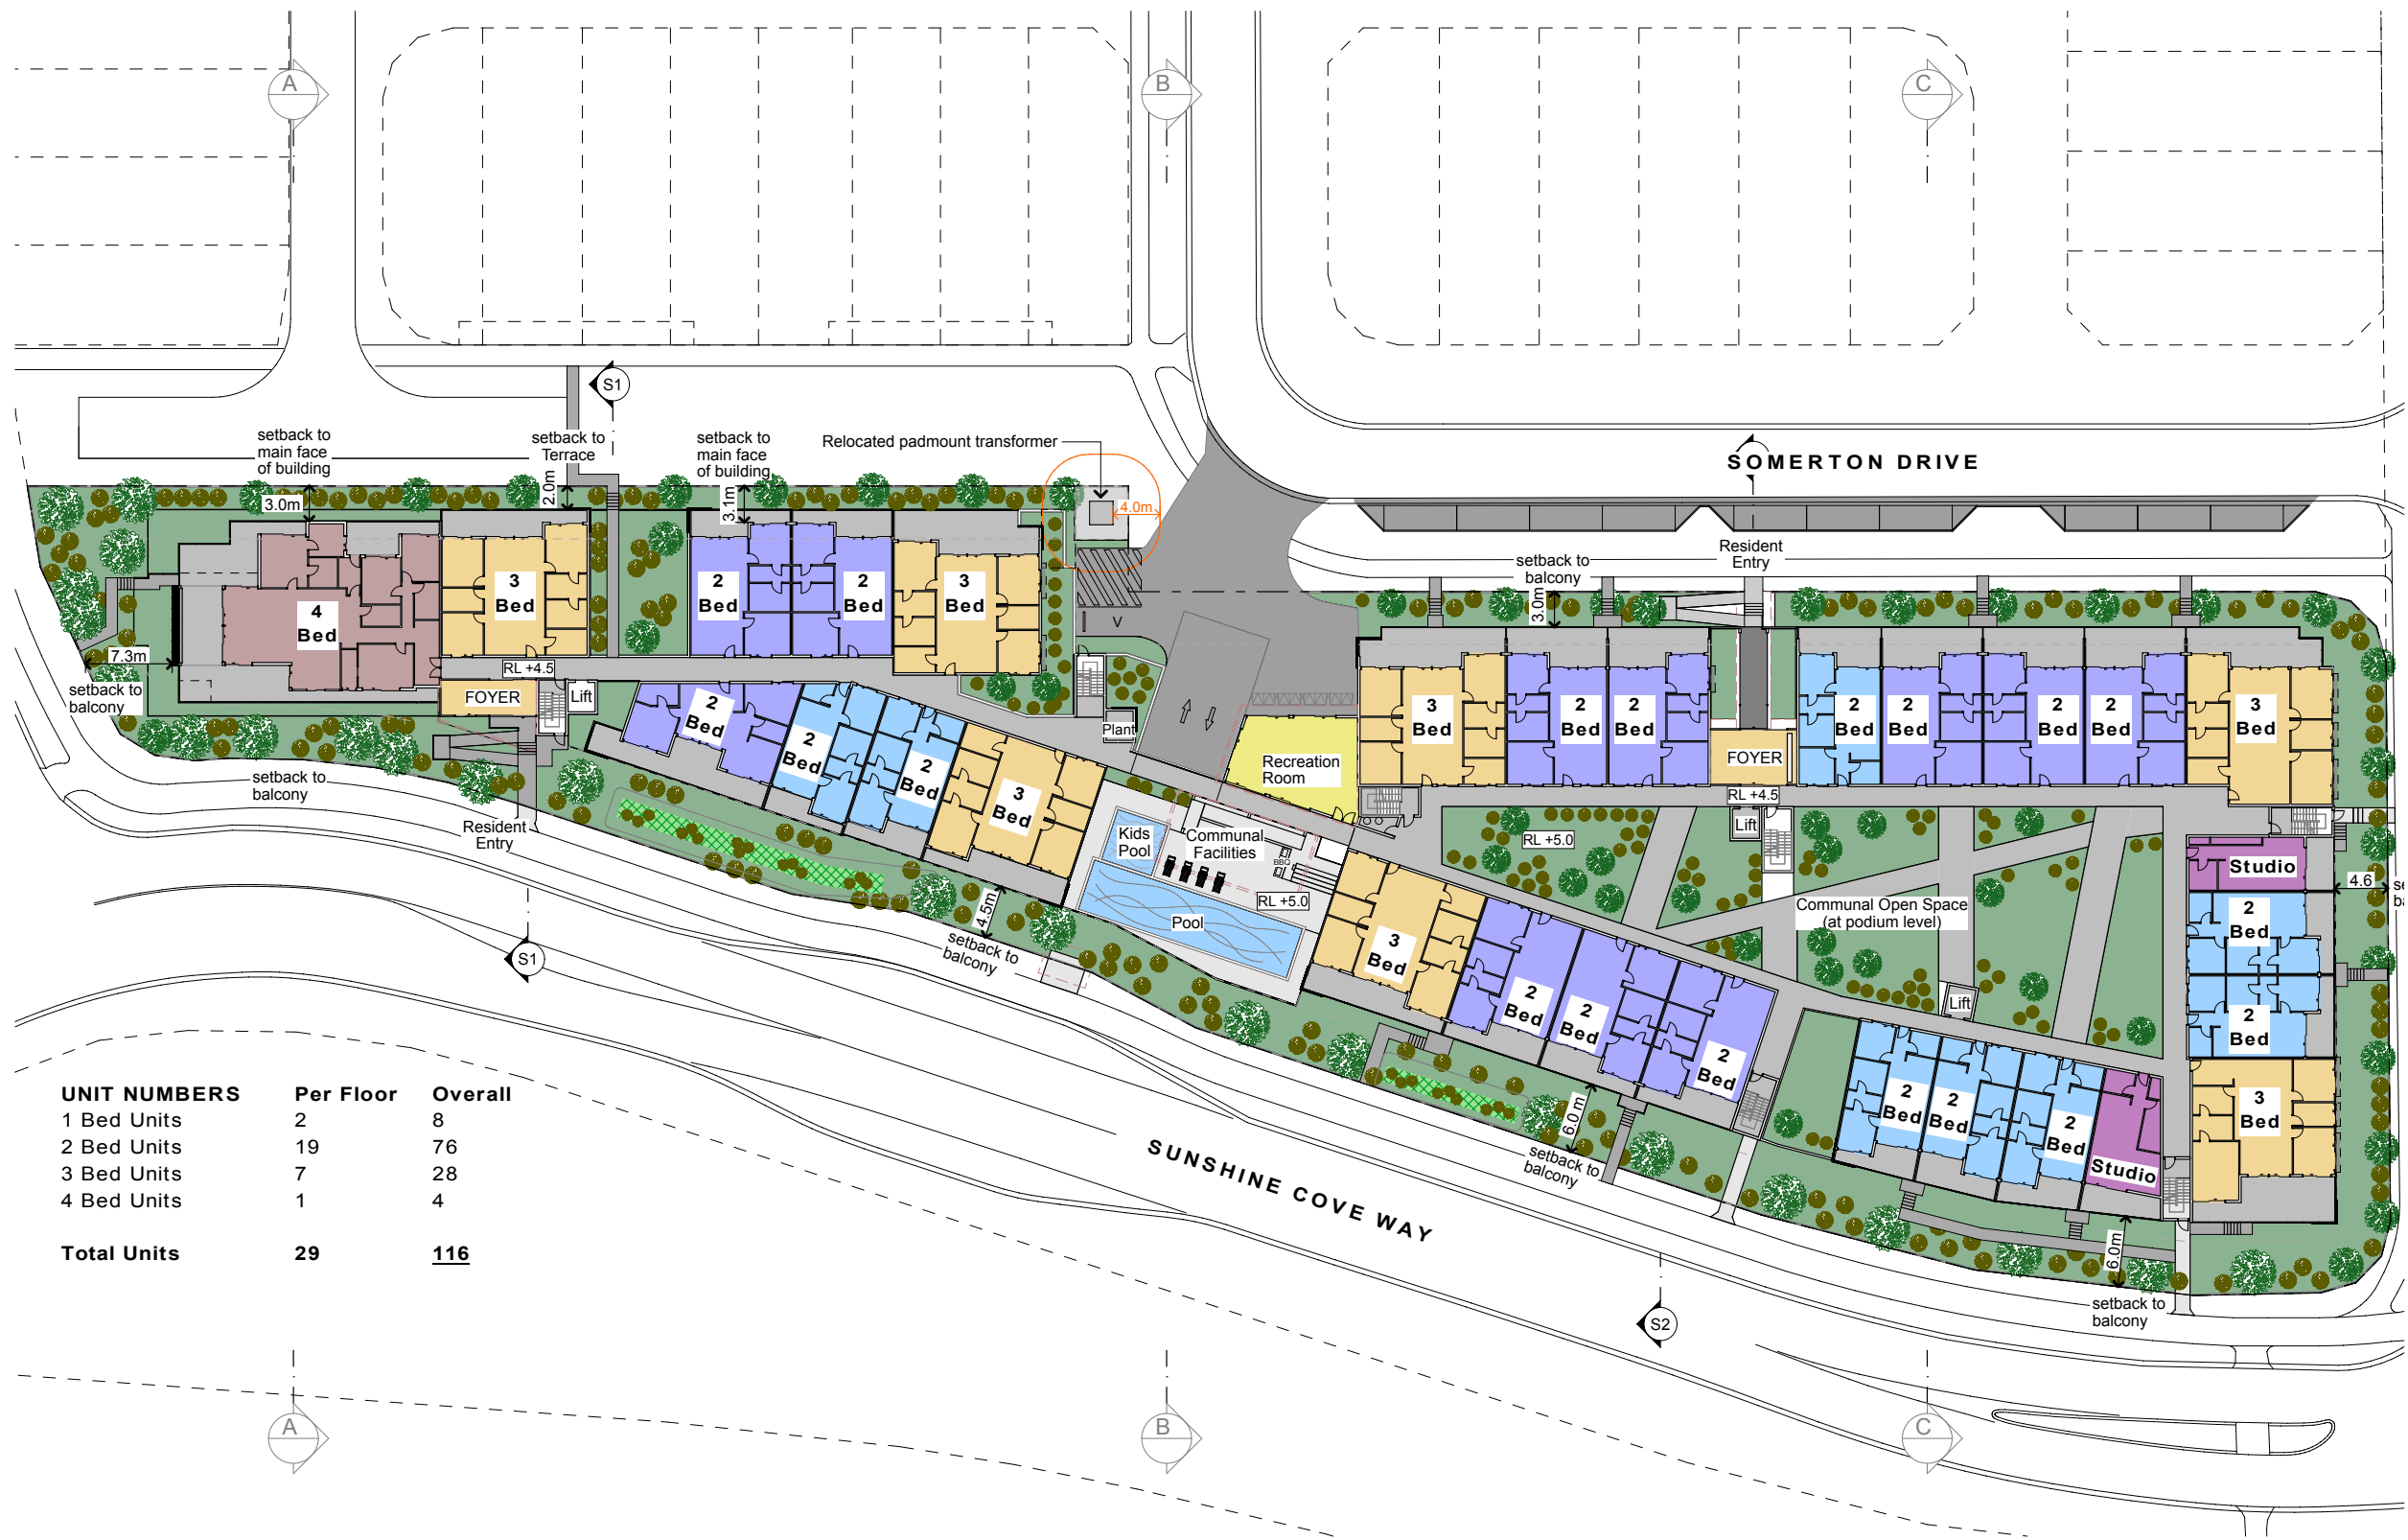 A
B
C
S1
setback to
main face
of building
3.0m
setback to
Terrace
2.0m
setback to
main face
of building
3.1m
Relocated padmount transformer
4.0m
SOMERTON DRIVE
Resident
Entry
setback to
balcony
3.0m
4
Bed
3
Bed
2
Bed
2
Bed
3
Bed
V
7.3m
setback to
balcony
RL +4.5
FOYER
Lift
2
Bed
2
Bed
2
Bed
3
Bed
Plant
Recreation
Room
3
Bed
2
Bed
2
Bed
FOYER
2
Bed
2
Bed
2
Bed
2
Bed
3
Bed
RL +4.5
Lift
setback to
balcony
Resident
Entry
Kids
Pool
Communal
Facilities
BBQ
RL +5.0
Pool
RL +5.0
Communal Open Space
(at podium level)
Lift
Studio
4.6
2
Bed
2
Bed
3
Bed
4.5m
setback to
balcony
S1
3
Bed
2
Bed
2
Bed
2
Bed
2
Bed
2
Bed
2
Bed
Studio
6.0 m
setback to
balcony
6.0m
setback to
balcony
SUNSHINE COVE WAY
S2
UNIT NUMBERS Per Floor Overall
1 Bed Units 2 8
2 Bed Units 19 76
3 Bed Units 7 28
4 Bed Units 1 4
Total Units 29 116
A
B
C